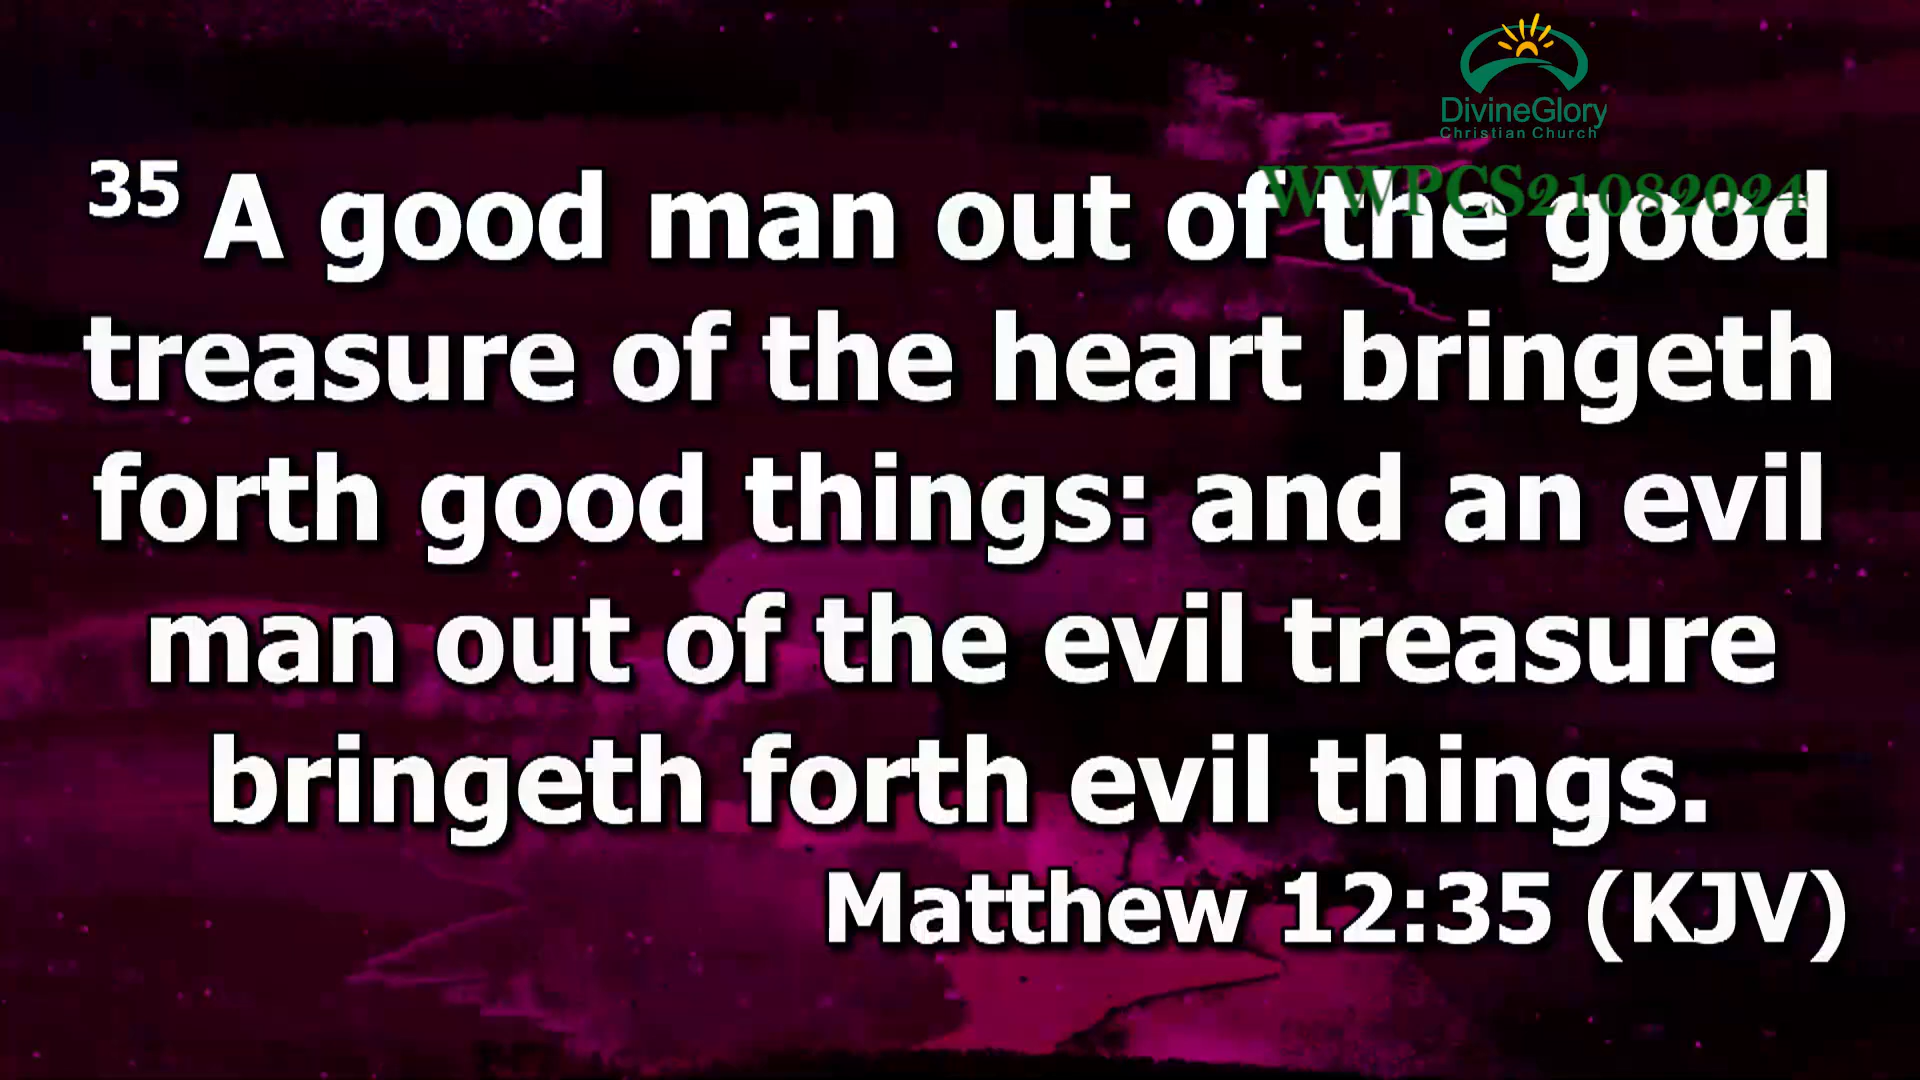 DivineGlory
Christian Church
WWPCS21082024
35 A good man out of the good
treasure of the heart bringeth
forth good things: and an evil
man out of the evil treasure
bringeth forth evil things.
Matthew 12:35 (KJV)